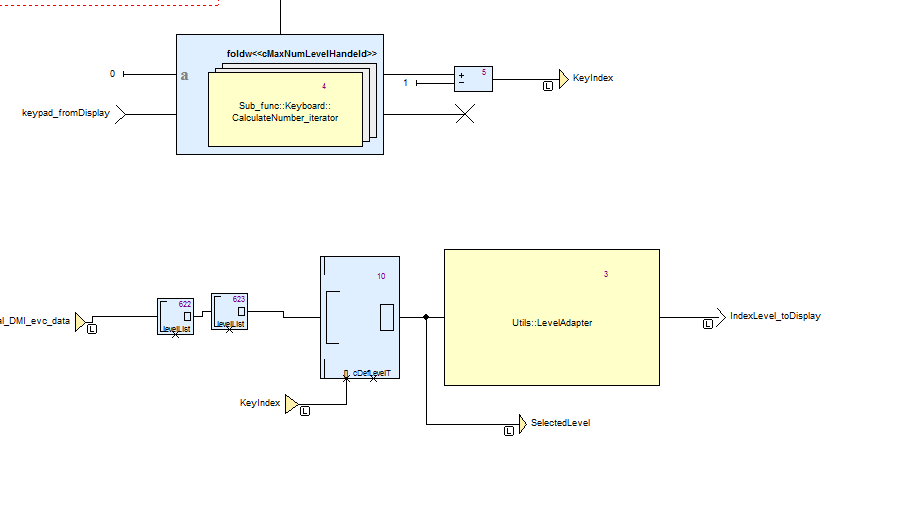 foldw<<cMaxNumLevelHandeld>>
0
a
4
Sub_func::Keyboard::
CalculateNumber_iterator
keypad_fromDisplay
1
+
-
5
L
KeyIndex
al_DMI_evc_data
L
622
levelList
623
levelList
10
cDefLevelT
KeyIndex
L
3
Utils::LevelAdapter
L
IndexLevel_toDisplay
L
SelectedLevel